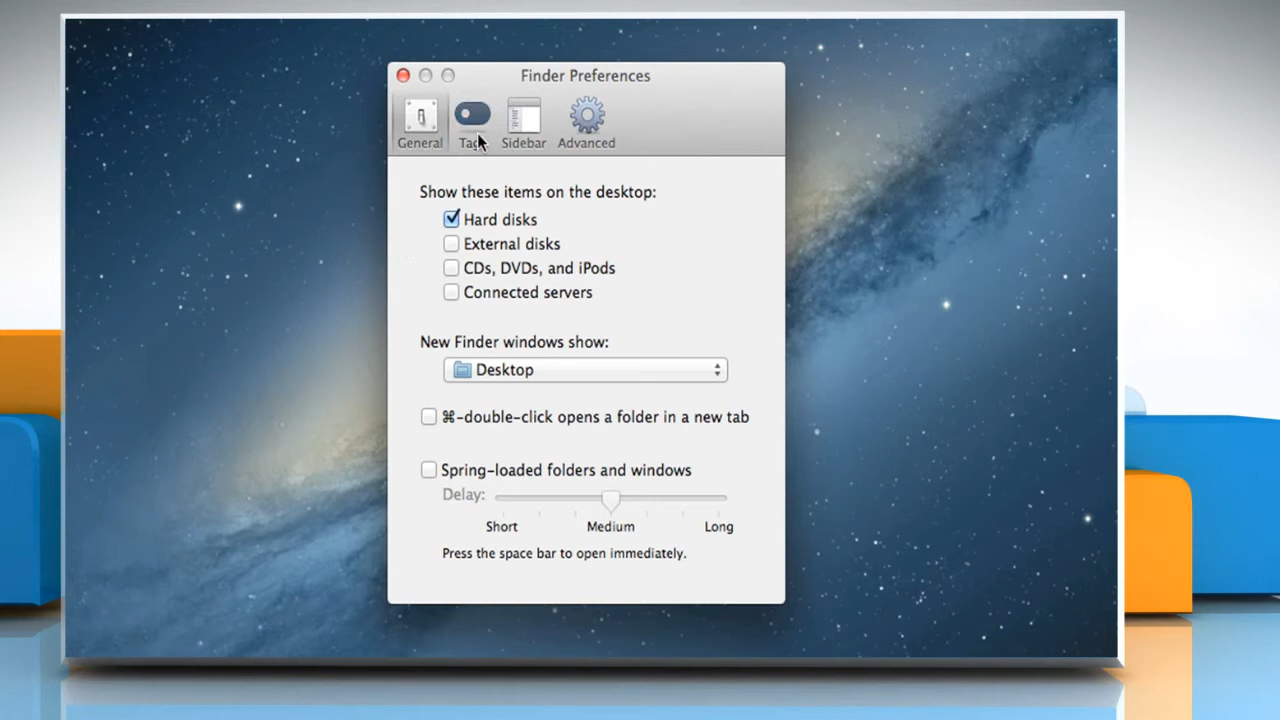 Finder Preferences
General Sidebar Advanced
Show these items on the desktop:
Hard disks
External disks
CDs, DVDs, and iPods
Connected servers
New Finder windows show:
Desktop
⌘-double-click opens a folder in a new tab
Spring-loaded folders and windows
Delay:
Short Medium Long
Press the space bar to open immediately.